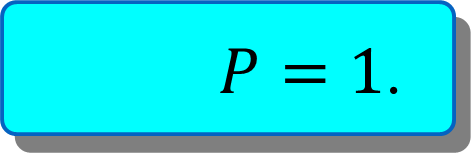 P = 1.